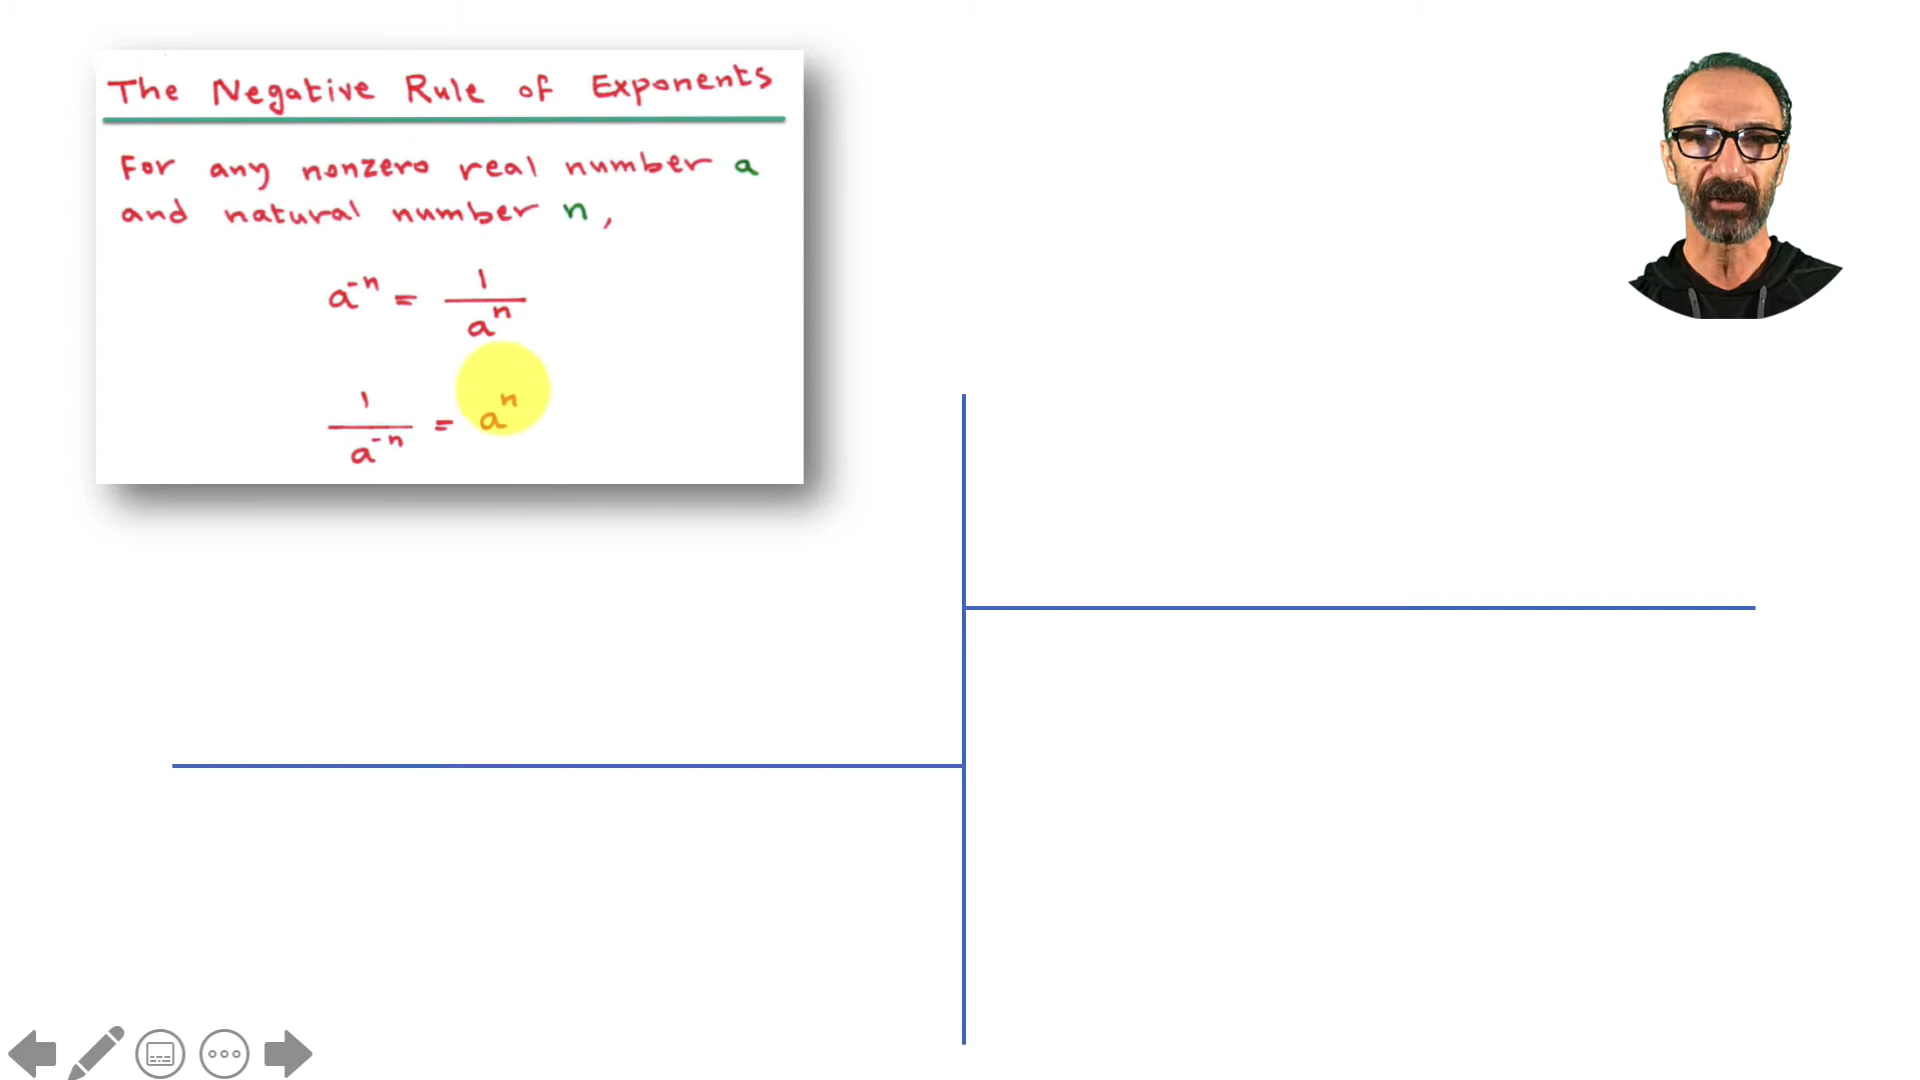 The Negative Rule of Exponents
For any nonzero real number a
and natural number n,
a⁻ⁿ = 1/aⁿ
1/a⁻ⁿ = aⁿ